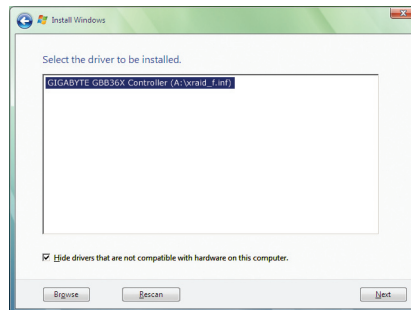 Install Windows
Select the driver to be installed.
GIGABYTE GBB36X Controller (A:\xraid_f.inf)
Hide drivers that are not compatible with hardware on this computer.
Browse
Rescan
Next